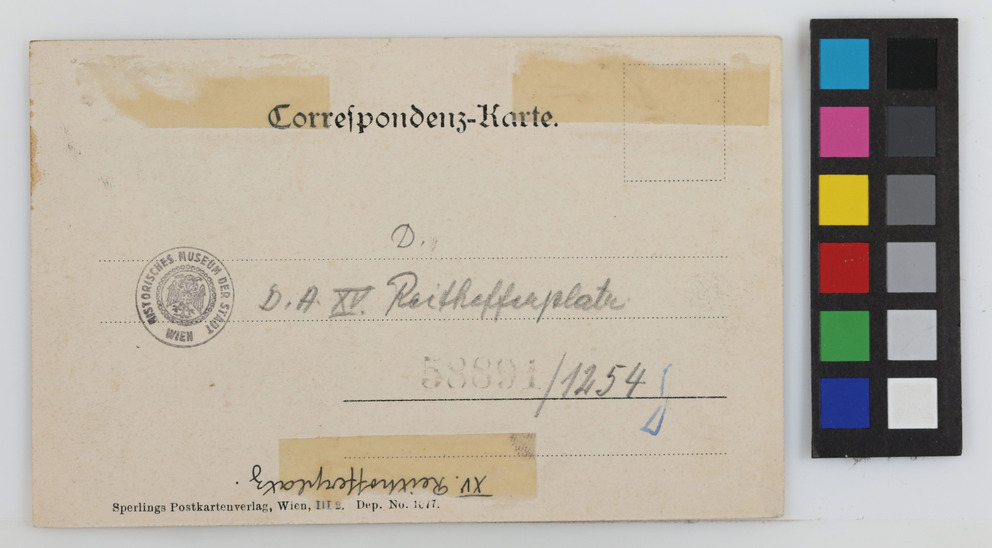 Correspondenz-Karte.
D.
HISTORISCHES MUSEUM DER STADT WIEN
D. A. XV. Reithofferplatz
58891/1254
XV. Reithofferplatz.
Sperlings Postkartenverlag, Wien, III 2. Dep. No. 1677.